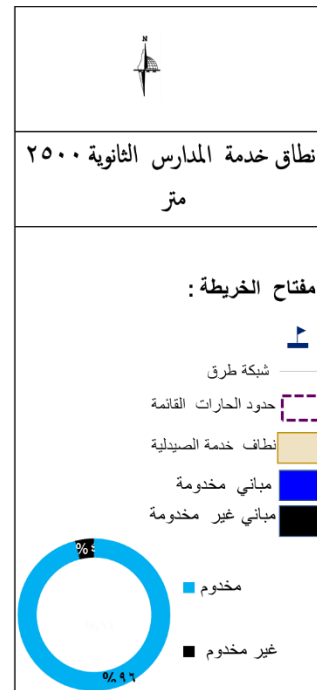 N
نطاق خدمة المدارس الثانوية ٢٥٠٠
متر
مفتاح الخريطة :
شبكة طرق
حدود الحارات القائمة
نطاف خدمة الصيدلية
مباني مخدومة
مباني غير مخدومة
مخدوم
غير مخدوم
٩٦%